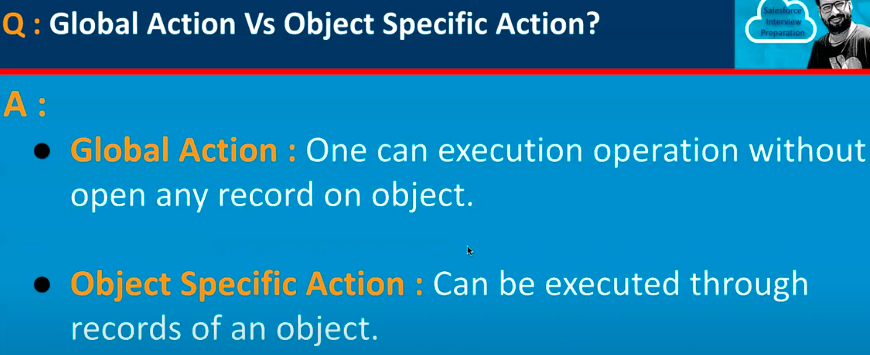 Q : Global Action Vs Object Specific Action?
Salesforce
Interview
Preparation
A :
Global Action : One can execution operation without
open any record on object.
Object Specific Action : Can be executed through
records of an object.